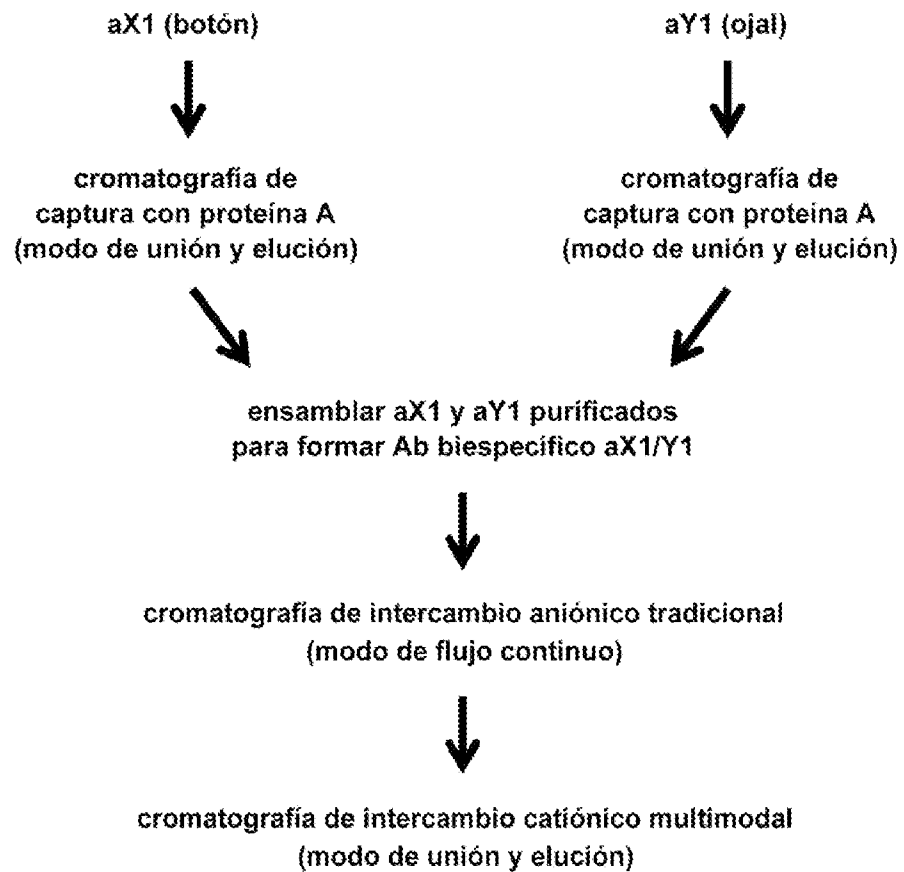 aX1 (botón)
aY1 (ojal)
cromatografía de
captura con proteína A
(modo de unión y elución)
cromatografía de
captura con proteína A
(modo de unión y elución)
ensamblar aX1 y aY1 purificados
para formar Ab biespecífico aX1/Y1
cromatografía de intercambio aniónico tradicional
(modo de flujo continuo)
cromatografía de intercambio catiónico multimodal
(modo de unión y elución)